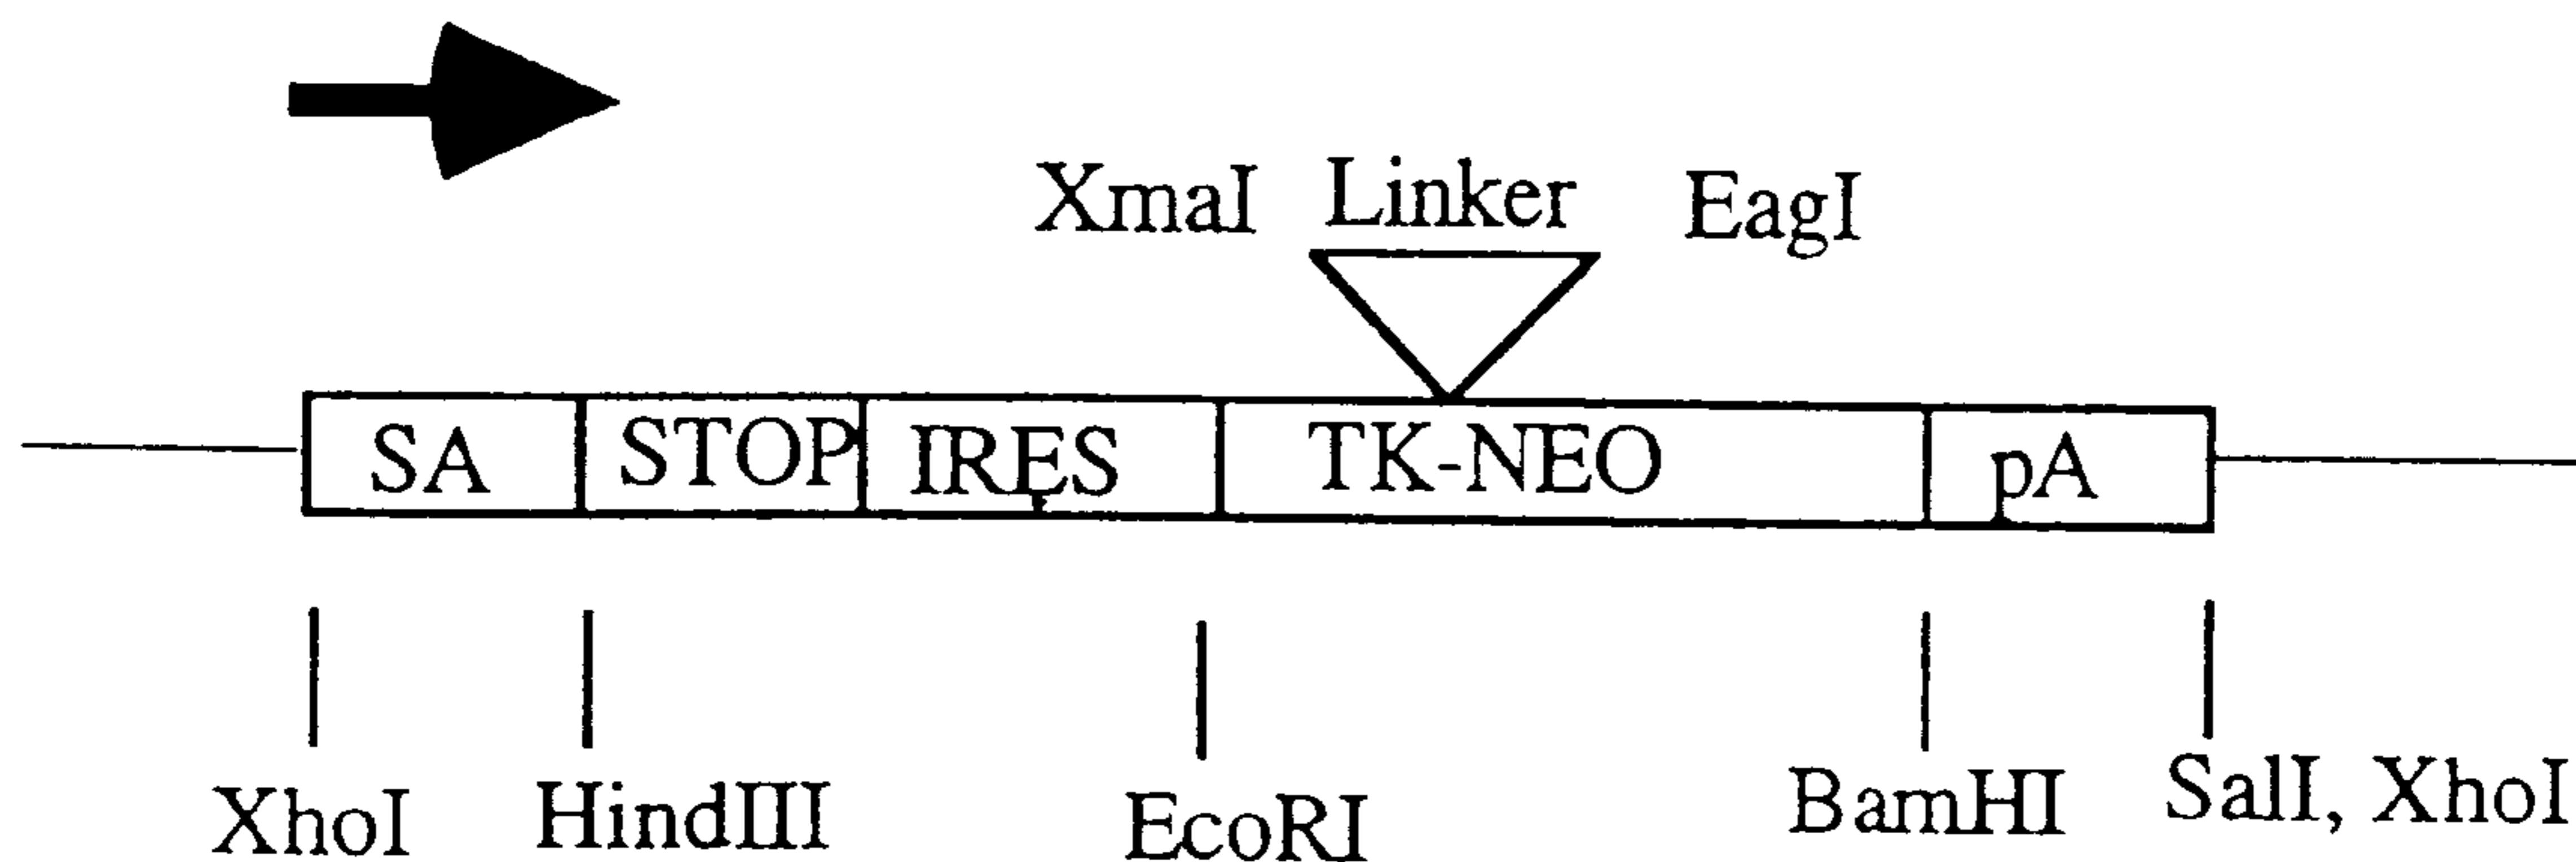 XmaI Linker EagI
SA STOP IRES TK-NEO pA
XhoI HindIII EcoRI BamHI SalI, XhoI